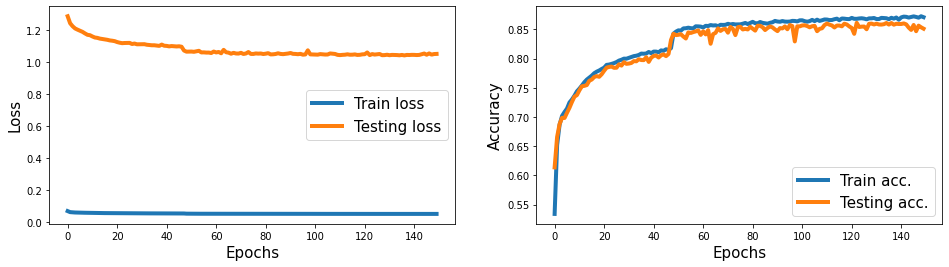 1.2
1.0
0.8
0.6
0.4
0.2
0.0
Loss
0 20 40 60 80 100 120 140
Epochs
Train loss
Testing loss
0.85
0.80
0.75
0.70
0.65
0.60
0.55
Accuracy
0 20 40 60 80 100 120 140
Epochs
Train acc.
Testing acc.